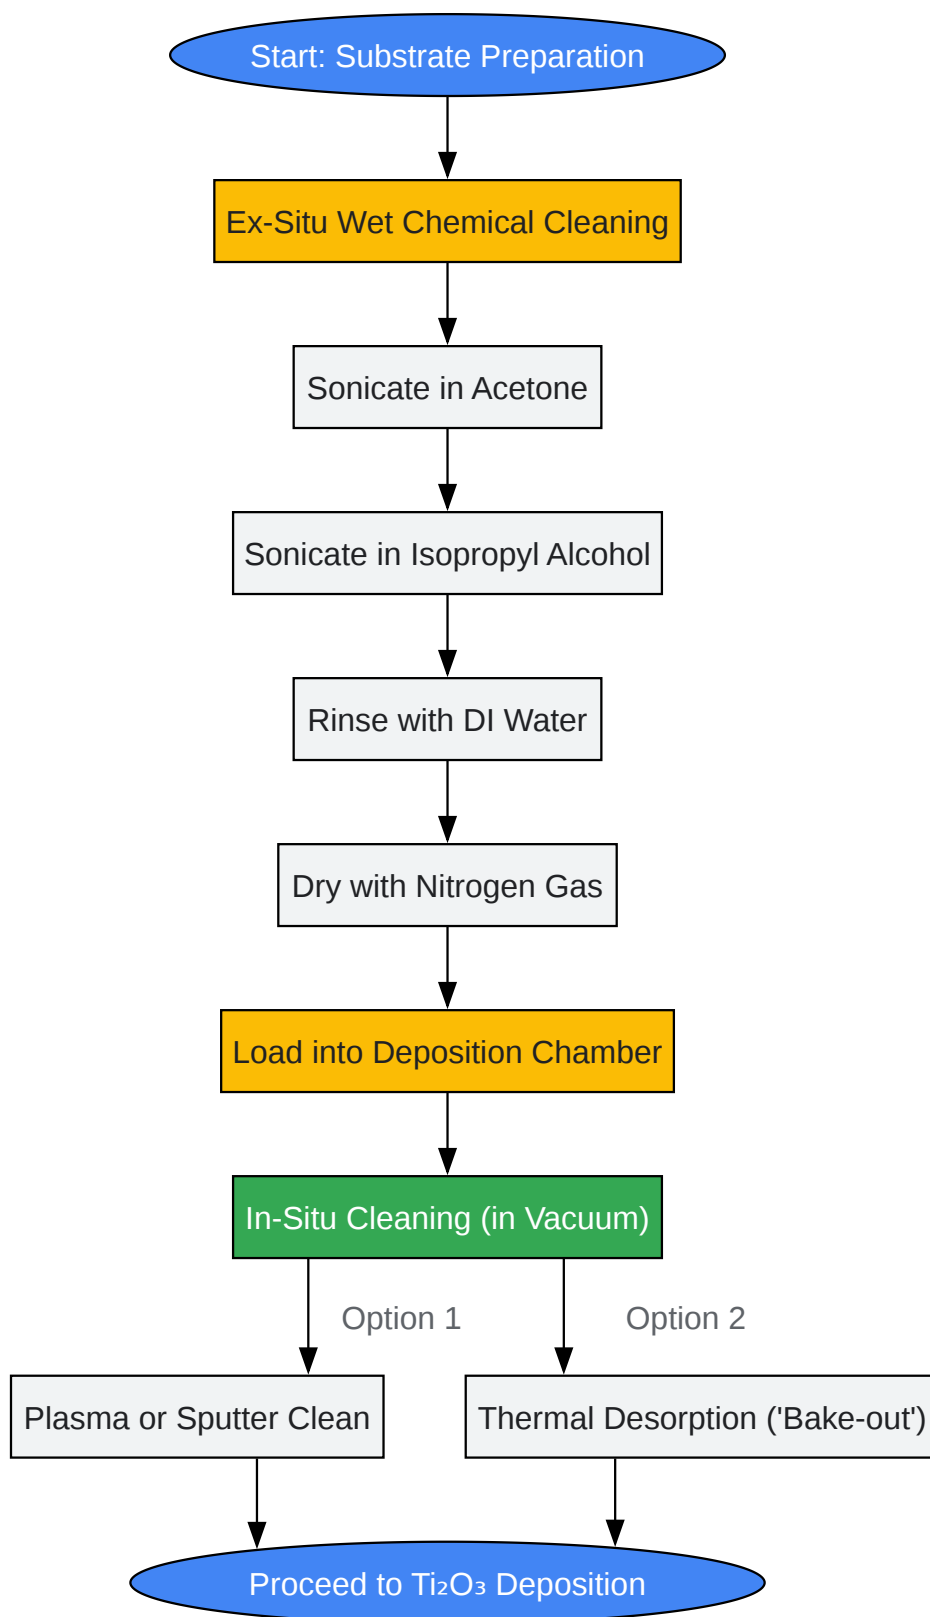 Start: Substrate Preparation
Ex-Situ Wet Chemical Cleaning
Sonicate in Acetone
Sonicate in Isopropyl Alcohol
Rinse with DI Water
Dry with Nitrogen Gas
Load into Deposition Chamber
In-Situ Cleaning (in Vacuum)
Option 1
Option 2
Plasma or Sputter Clean
Thermal Desorption ('Bake-out')
Proceed to Ti₂O₃ Deposition